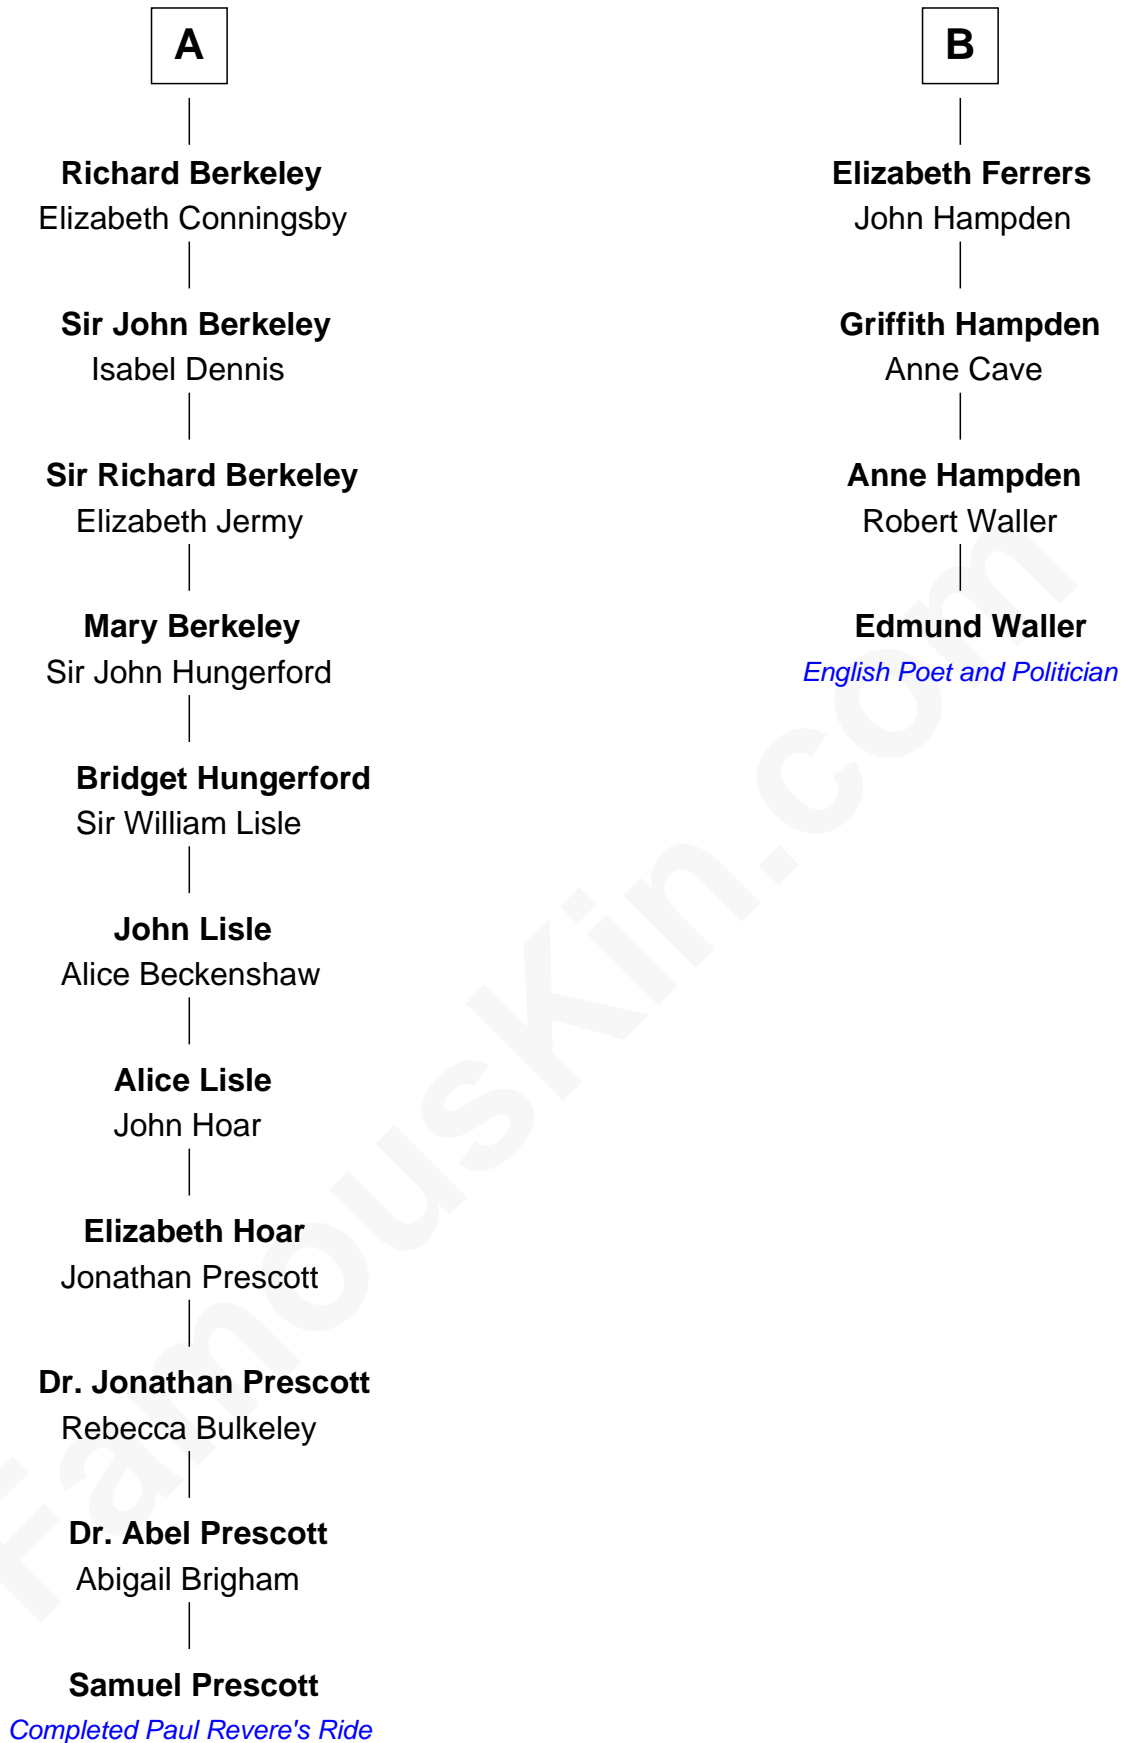 A
Richard Berkeley
Elizabeth Conningsby
Sir John Berkeley
Isabel Dennis
Sir Richard Berkeley
Elizabeth Jermy
Mary Berkeley
Sir John Hungerford
Bridget Hungerford
Sir William Lisle
John Lisle
Alice Beckenshaw
Alice Lisle
John Hoar
Elizabeth Hoar
Jonathan Prescott
Dr. Jonathan Prescott
Rebecca Bulkeley
Dr. Abel Prescott
Abigail Brigham
Samuel Prescott
Completed Paul Revere's Ride
B
Elizabeth Ferrers
John Hampden
Griffith Hampden
Anne Cave
Anne Hampden
Robert Waller
Edmund Waller
English Poet and Politician
FamousKin.com